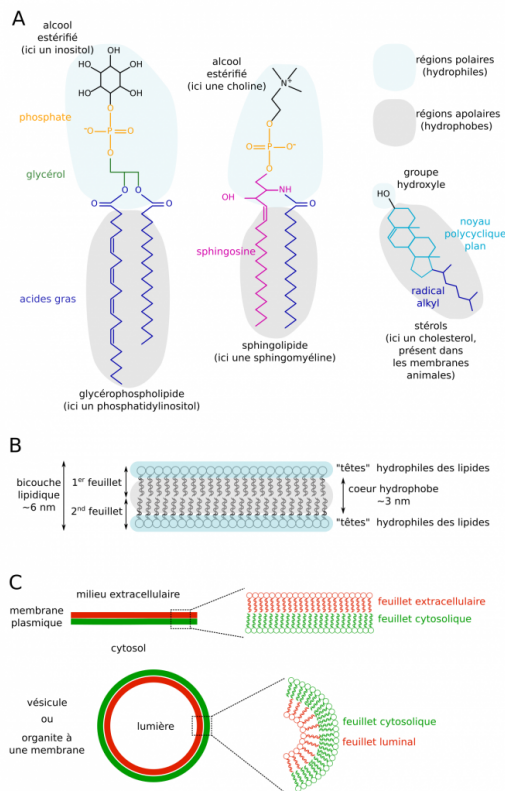 A
alcool
estérifié
(ici un inositol)
OH
HO
OH
HO
OH
O
phosphate
⁻O
P
O
O
glycérol
O
O
O
O
acides gras
glycérophospholipide
(ici un phosphatidylinositol)
alcool
estérifié
(ici une choline)
N⁺
O
O
P
O⁻
O
OH
NH
O
sphingosine
sphingolipide
(ici une sphingomyéline)
régions polaires
(hydrophiles)
régions apolaires
(hydrophobes)
groupe
hydroxyle
HO
noyau
polycyclique
plan
radical
alkyl
stérols
(ici un cholesterol,
présent dans
les membranes
animales)
B
bicouche
lipidique
~6 nm
1er feuillet
2nd feuillet
"têtes" hydrophiles des lipides
coeur hydrophobe
~3 nm
"têtes" hydrophiles des lipides
C
milieu extracellulaire
membrane
plasmique
cytosol
feuillet extracellulaire
feuillet cytosolique
vésicule
ou
organite à
une membrane
lumière
feuillet cytosolique
feuillet luminal